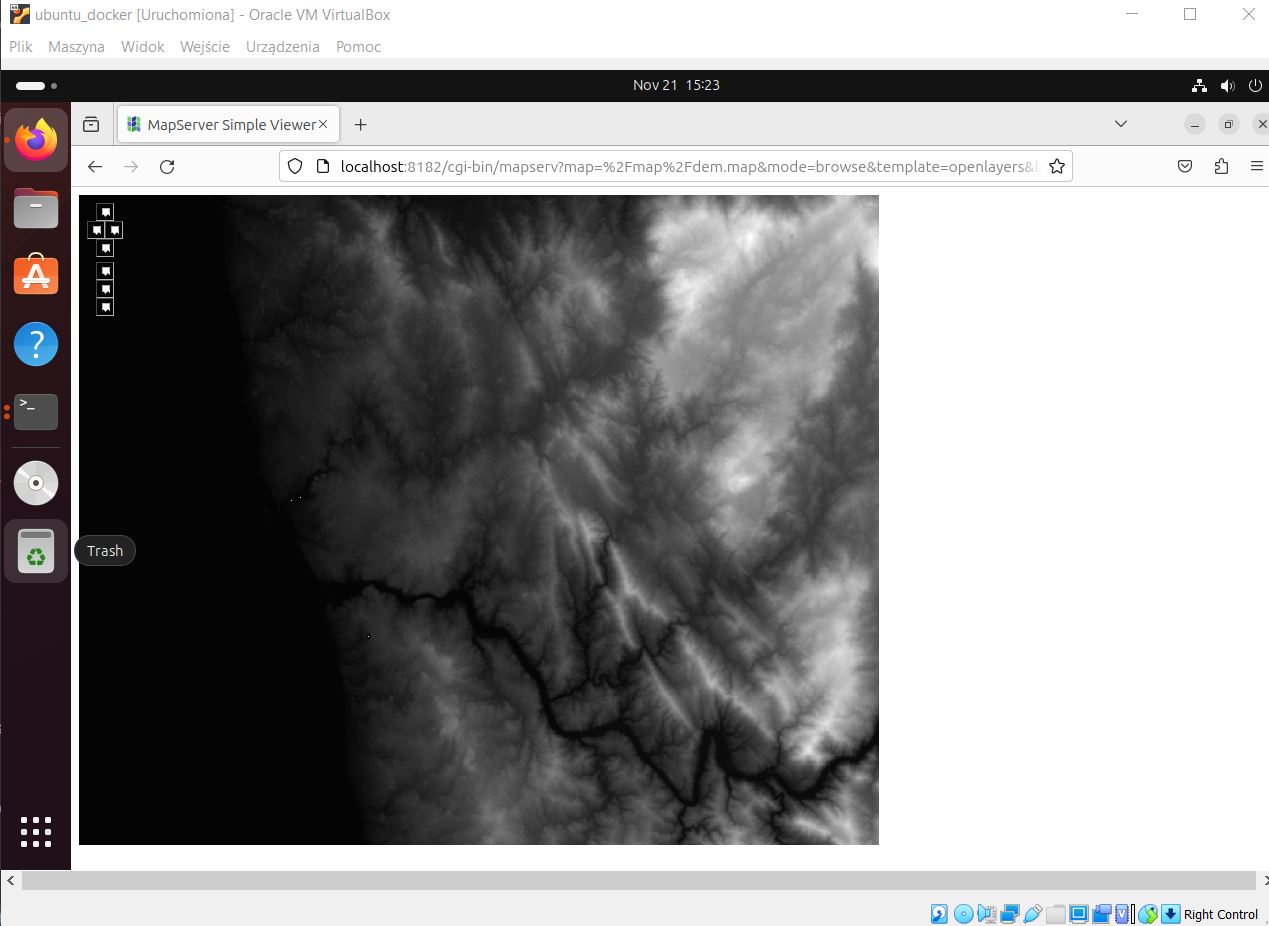 ubuntu_docker [Uruchomiona] - Oracle VM VirtualBox
Plik Maszyna Widok Wejście Urządzenia Pomoc
Nov 21 15:23
MapServer Simple Viewer
localhost:8182/cgi-bin/mapserv?map=%2Fmap%2Fdem.map&mode=browse&template=openlayers&l
Trash
Right Control